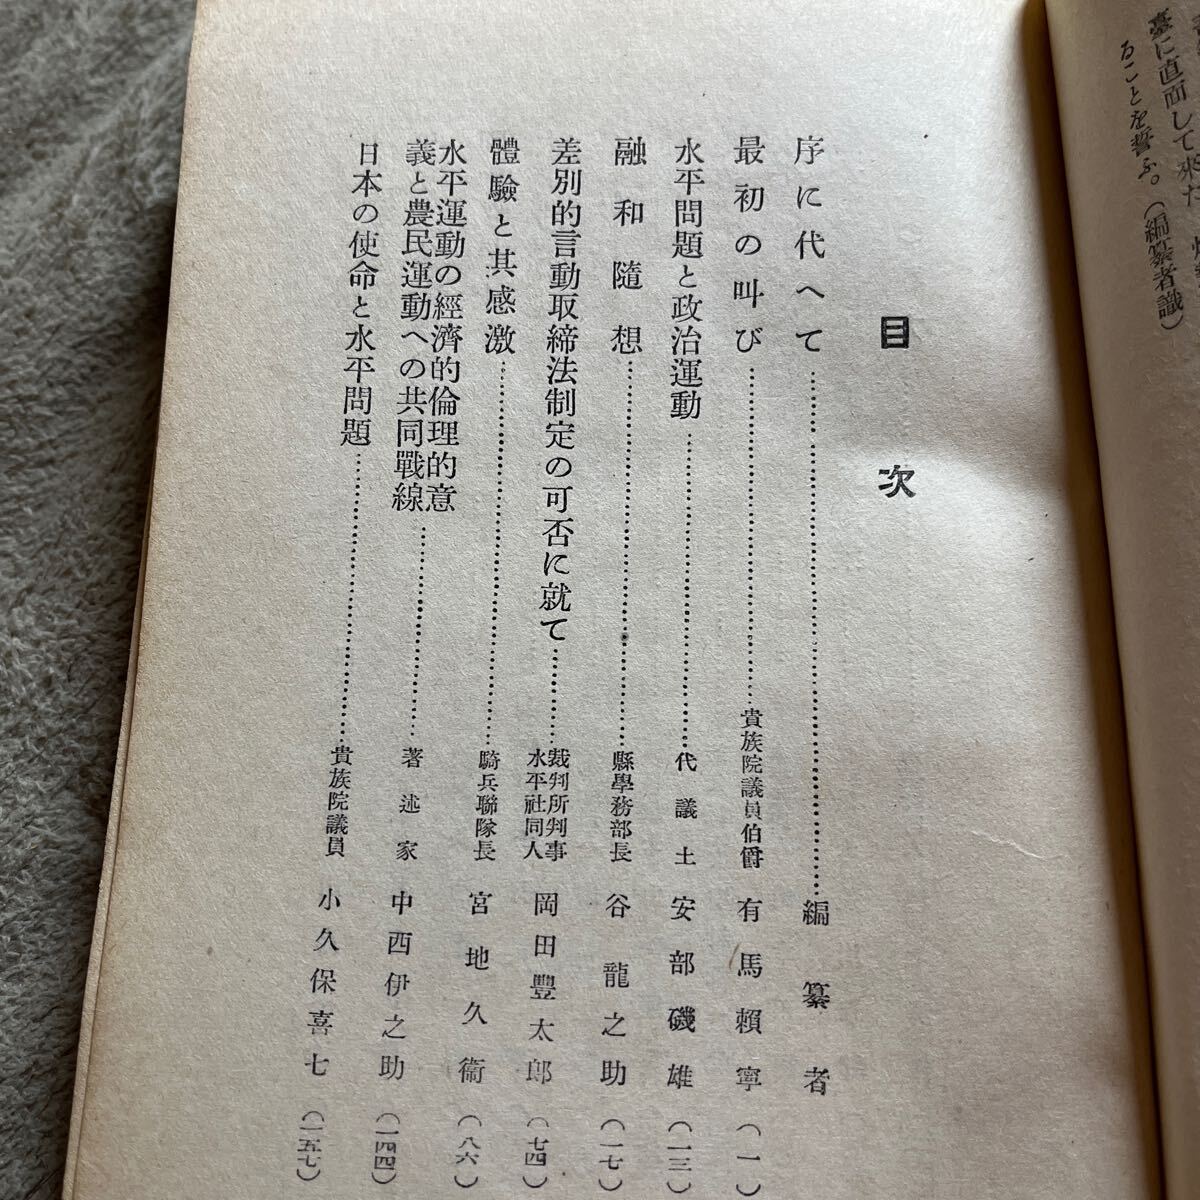 墓に直面して來た
ることを誓ふ。（編纂者識）
目次
序に代へて……………………編纂者
最初の叫び……………………貴族院議員伯爵 有馬賴寧（一）
水平問題と政治運動……………………代議士 安部磯雄（一三）
融和隨想……………………縣學務部長 谷龍之助（一七）
差別的言動取締法制定の可否に就て………裁判所判事 水平社同人 岡田豐太郎（七四）
體驗と其感激……………………騎兵聯隊長 宮地久衞（八六）
水平運動の經濟的倫理的意
義と農民運動への共同戰線……………著述家 中西伊之助（一四四）
日本の使命と水平問題……………………貴族院議員 小久保喜七（一五七）